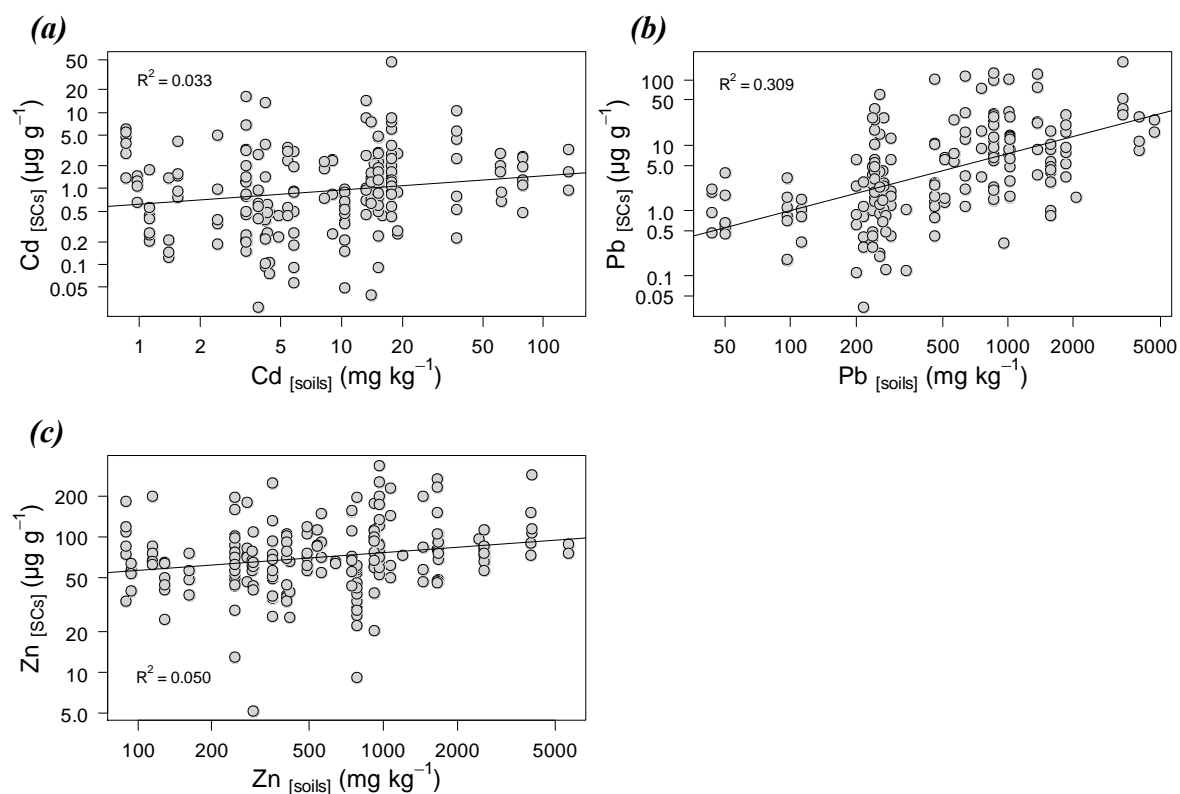 (a)
R² = 0.033
50
20
10
5.0
2.0
1.0
0.5
0.2
0.1
0.05
Cd [SCs] (µg g⁻¹)
1 2 5 10 20 50 100
Cd [soils] (mg kg⁻¹)
(b)
R² = 0.309
100
50
10
5.0
1.0
0.5
0.1
0.05
Pb [SCs] (µg g⁻¹)
50 100 200 500 1000 2000 5000
Pb [soils] (mg kg⁻¹)
(c)
200
100
50
20
10
5.0
Zn [SCs] (µg g⁻¹)
R² = 0.050
100 200 500 1000 2000 5000
Zn [soils] (mg kg⁻¹)